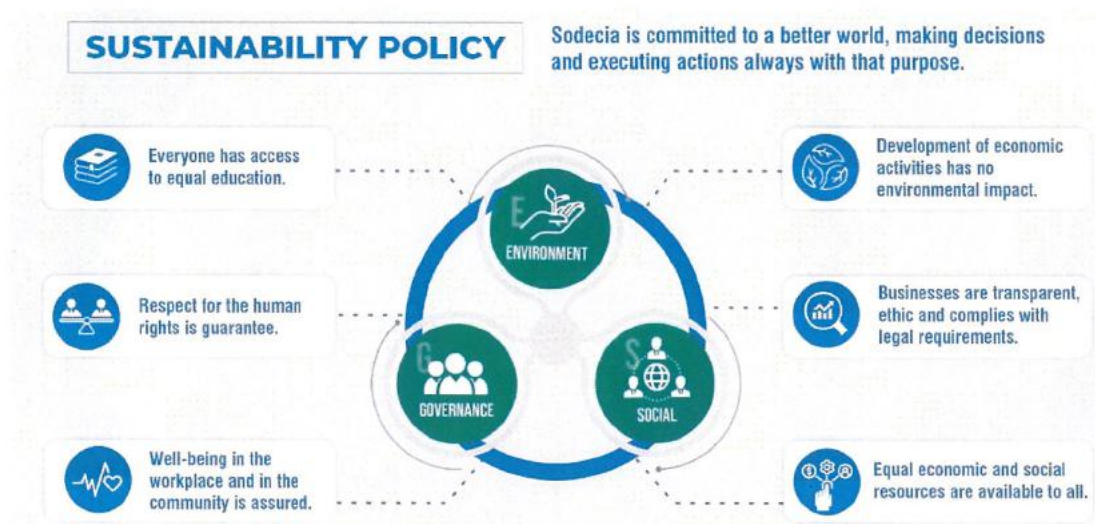 SUSTAINABILITY POLICY
Sodecia is committed to a better world, making decisions
and executing actions always with that purpose.
Everyone has access
to equal education.
Development of economic
activities has no
environmental impact.
E
ENVIRONMENT
Respect for the human
rights is guarantee.
Businesses are transparent,
ethic and complies with
legal requirements.
G
GOVERNANCE
S
SOCIAL
Well-being in the
workplace and in the
community is assured.
Equal economic and social
resources are available to all.